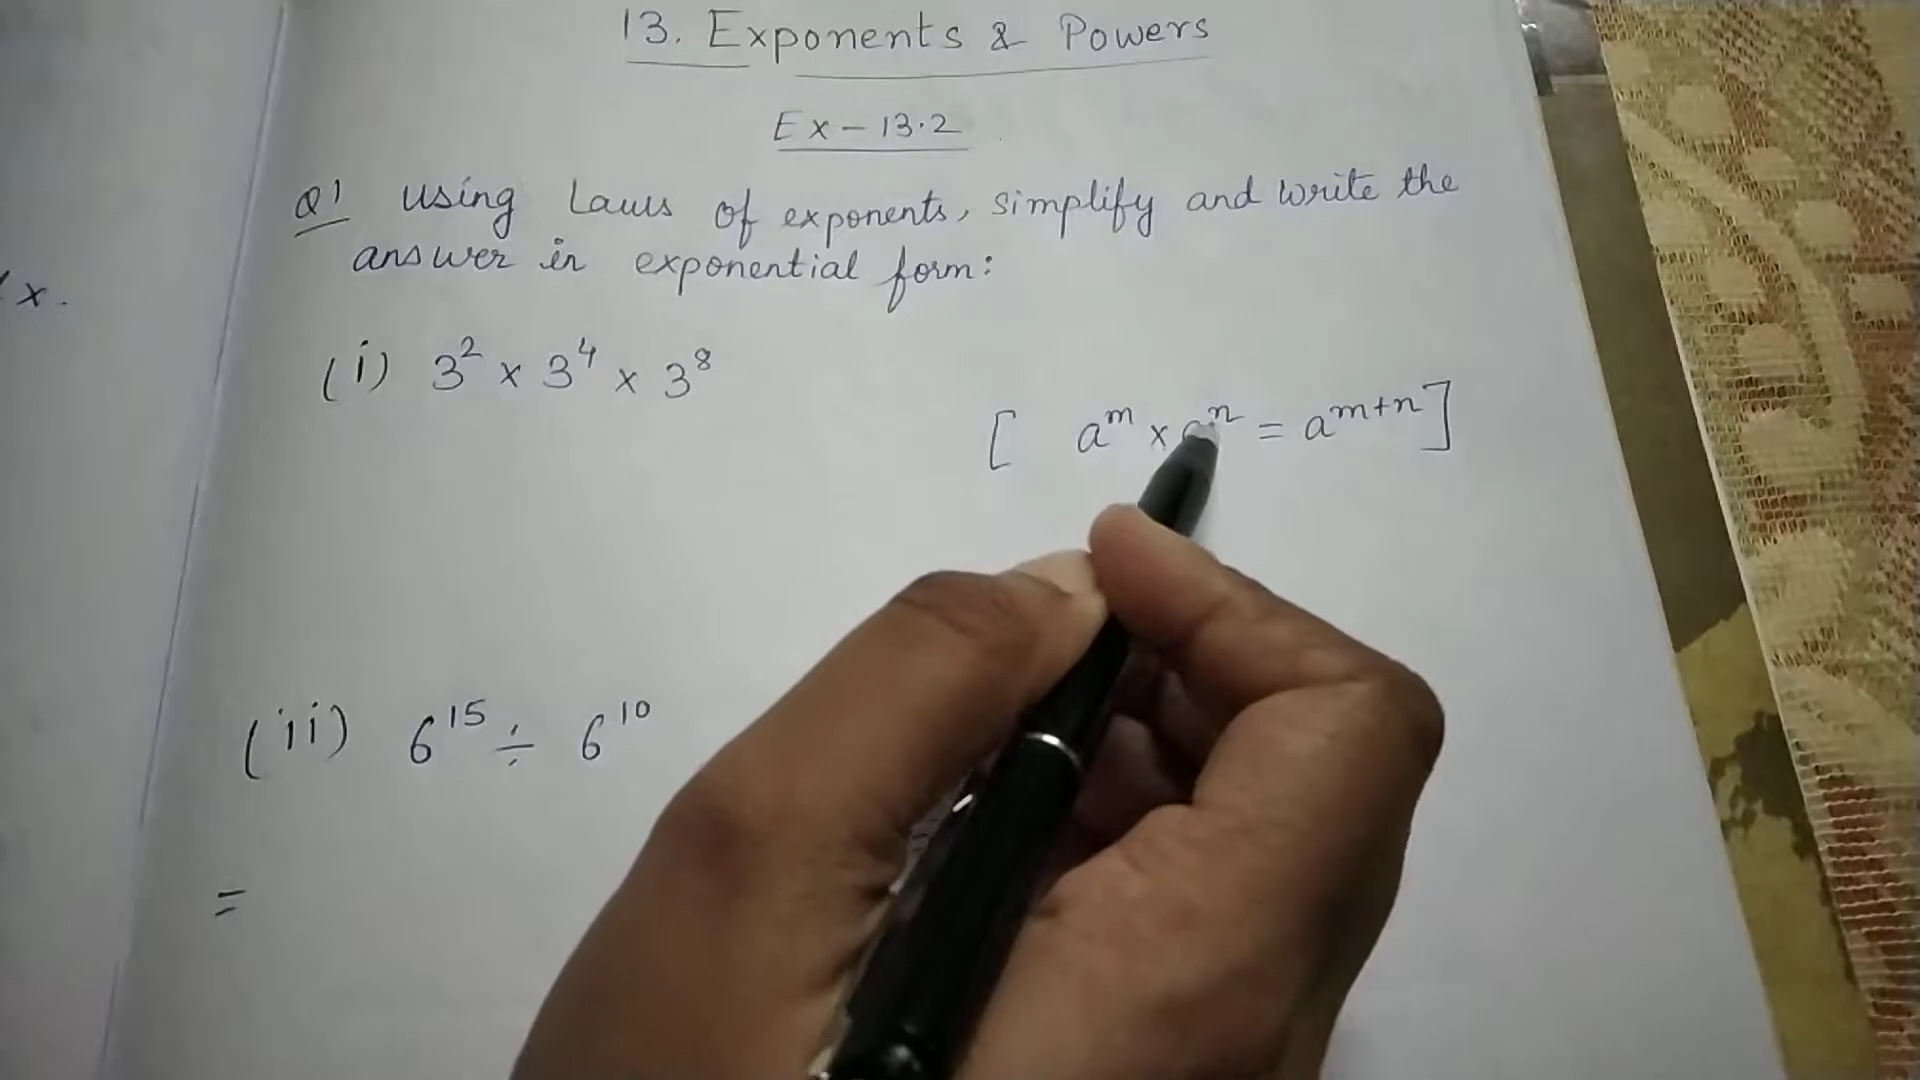 13. Exponents & Powers
Ex - 13.2
Q1 Using Laws of exponents, simplify and write the
answer in exponential form:
x.
(i) 3² × 3⁴ × 3⁸
[ aᵐ × aⁿ = aᵐ⁺ⁿ ]
(ii) 6¹⁵ ÷ 6¹⁰
=